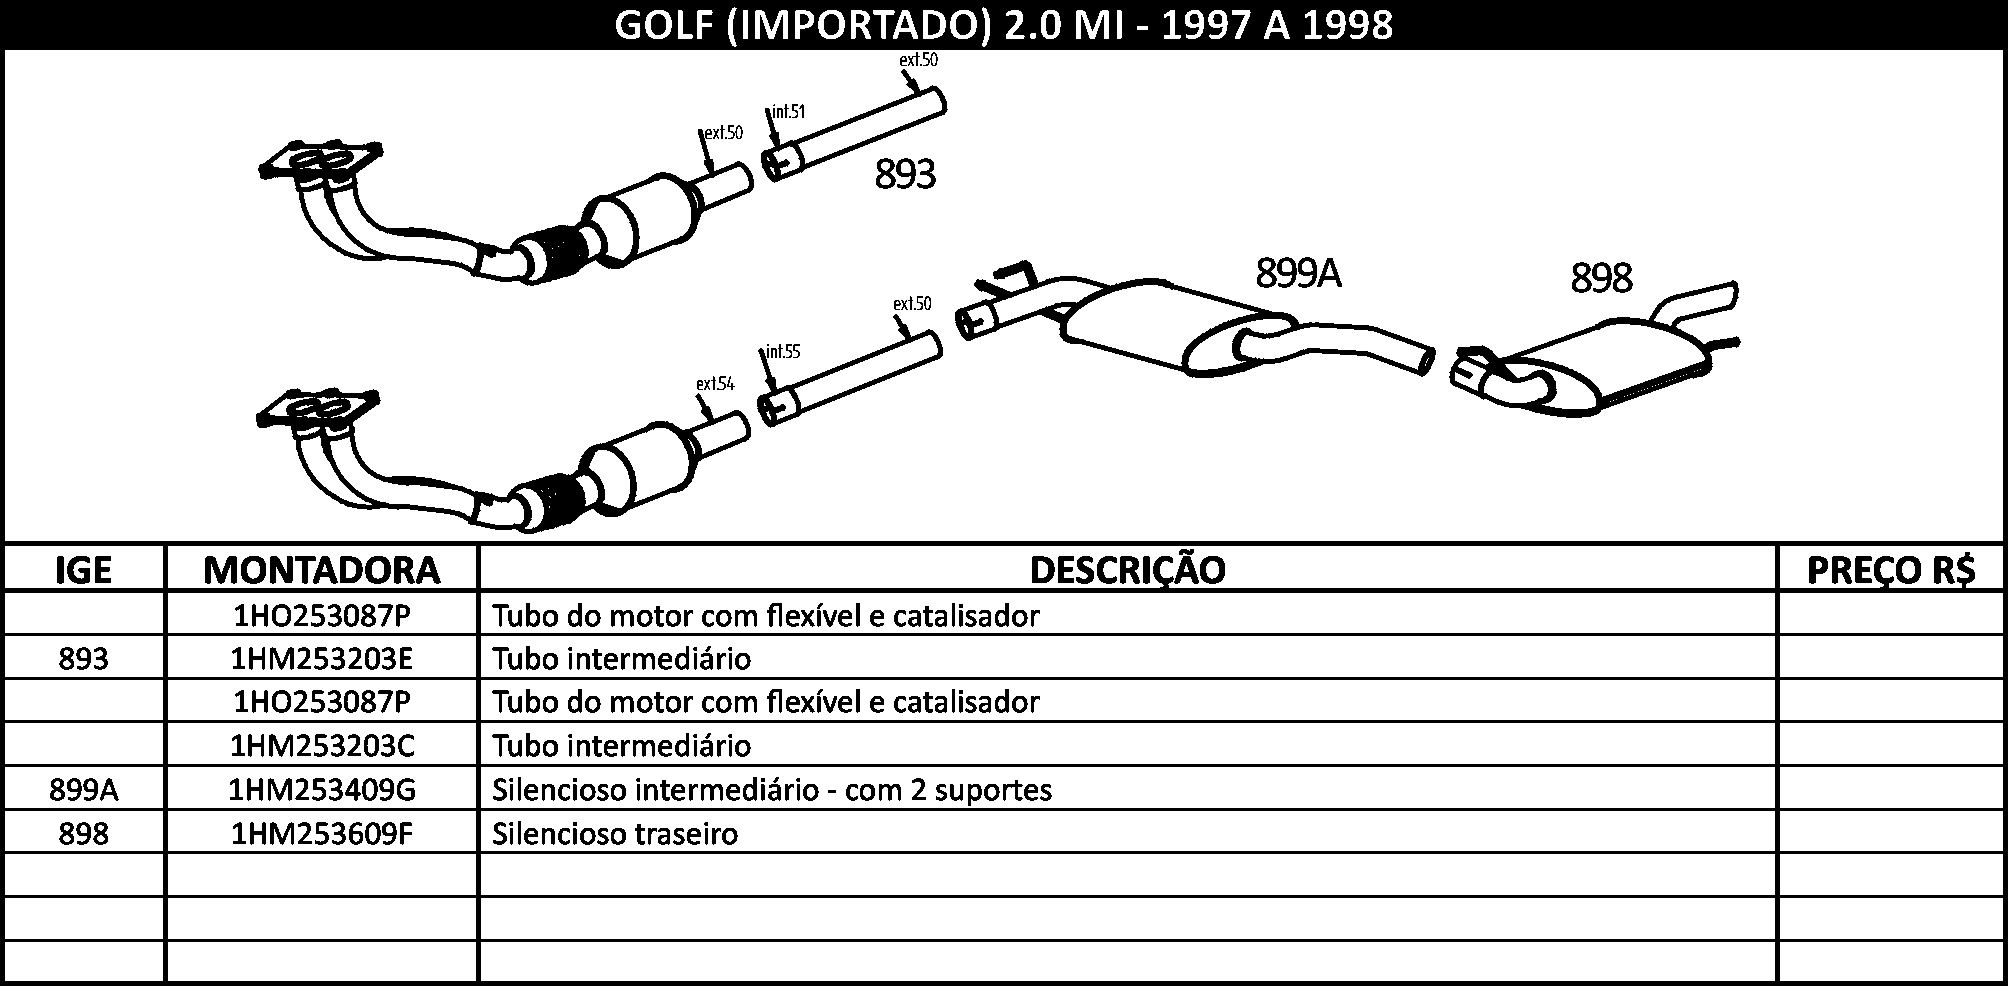 GOLF (IMPORTADO) 2.0 MI - 1997 A 1998
ext.50
int.51
ext.50
893
899A
898
ext.50
int.55
ext.54
IGE MONTADORA DESCRIÇÃO PREÇO R$
1HO253087P Tubo do motor com flexível e catalisador
893 1HM253203E Tubo intermediário
1HO253087P Tubo do motor com flexível e catalisador
1HM253203C Tubo intermediário
899A 1HM253409G Silencioso intermediário - com 2 suportes
898 1HM253609F Silencioso traseiro